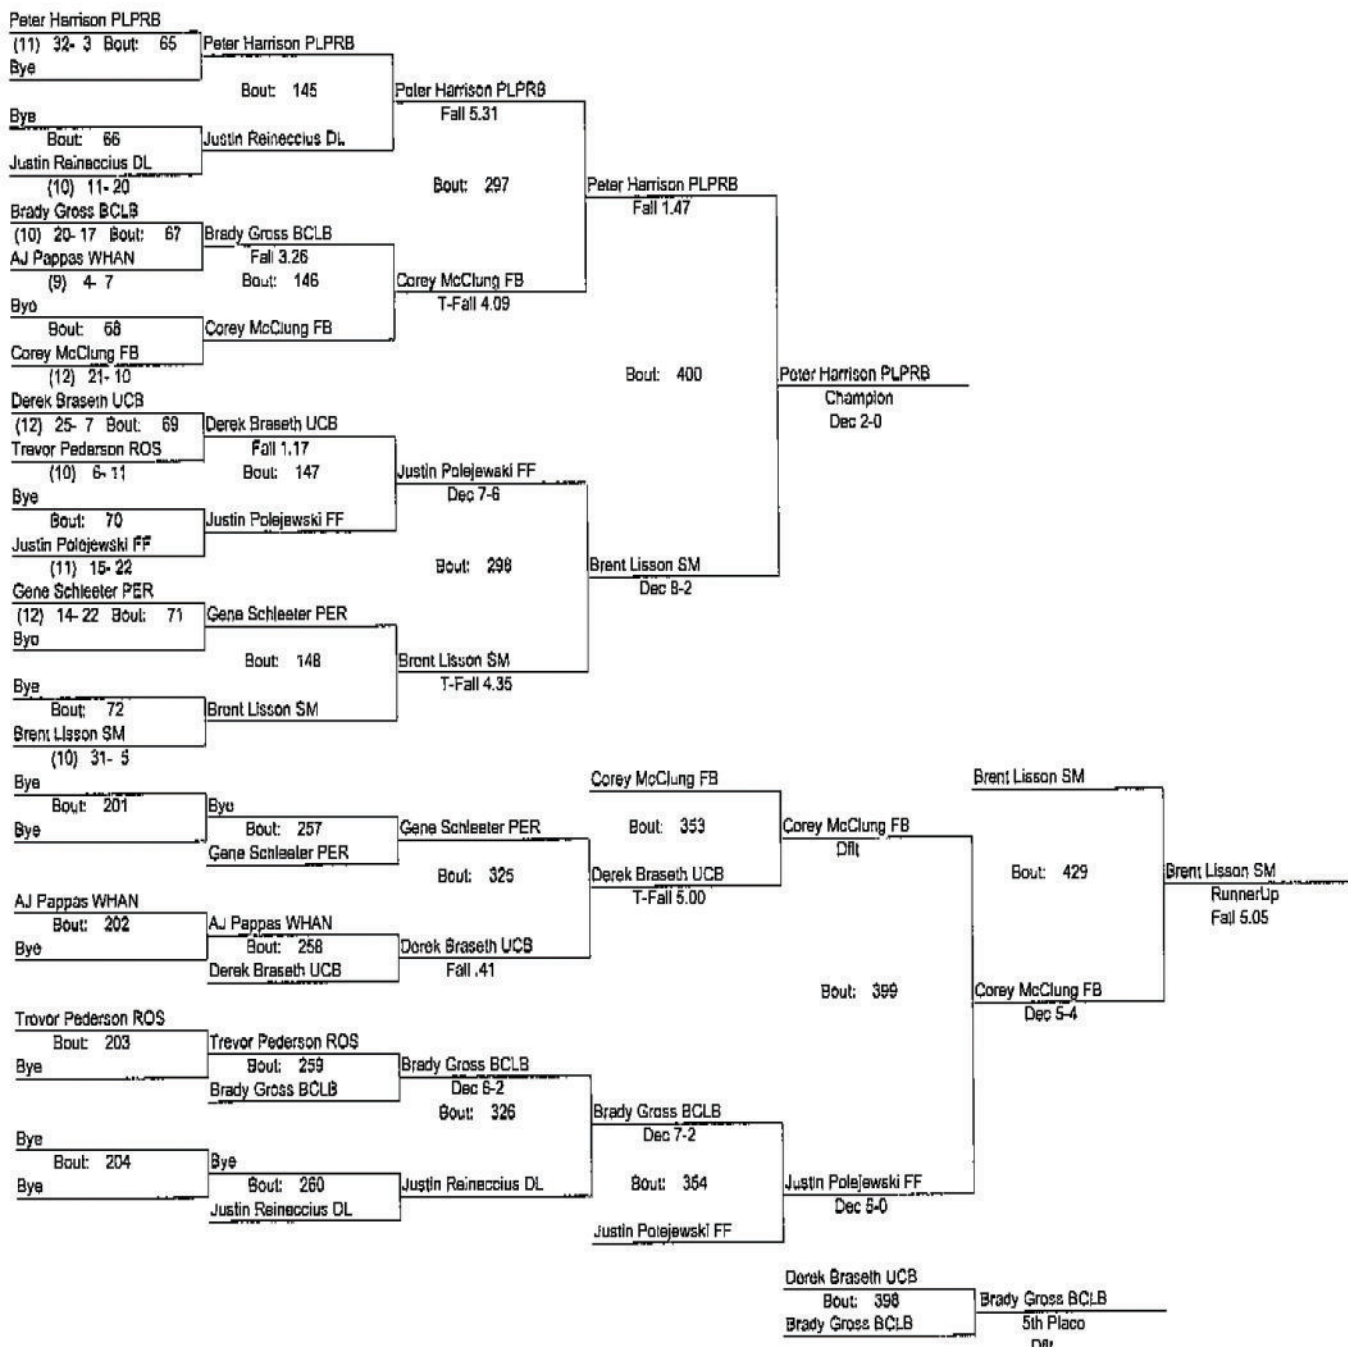 Peter Harrison PLPRB
(11) 32- 3 Bout: 65
Bye
Peter Harrison PLPRB
Bout: 145
Bye
Bout: 66
Justin Reineccius DL
(10) 11- 20
Justin Reineccius DL
Peter Harrison PLPRB
Fall 5.31
Bout: 297
Brady Gross BCLB
(10) 20- 17 Bout: 67
AJ Pappas WHAN
(9) 4- 7
Brady Gross BCLB
Fall 3.26
Bout: 146
Bye
Bout: 68
Corey McClung FB
(12) 21- 10
Corey McClung FB
Corey McClung FB
T-Fall 4.09
Peter Harrison PLPRB
Fall 1.47
Bout: 400
Derek Braseth UCB
(12) 25- 7 Bout: 69
Trevor Pederson ROS
(10) 6- 11
Derek Braseth UCB
Fall 1.17
Bout: 147
Bye
Bout: 70
Justin Polejewski FF
(11) 15- 22
Justin Polejewski FF
Justin Polejewski FF
Dec 7-6
Bout: 298
Gene Schleeter PER
(12) 14- 22 Bout: 71
Bye
Gene Schleeter PER
Bout: 148
Bye
Bout: 72
Brent Lisson SM
(10) 31- 5
Brent Lisson SM
Brent Lisson SM
T-Fall 4.35
Brent Lisson SM
Dec 8-2
Peter Harrison PLPRB
Champion
Dec 2-0
Bye
Bout: 201
Bye
Bye
Bout: 257
Gene Schleeter PER
Gene Schleeter PER
Bout: 325
AJ Pappas WHAN
Bout: 202
Bye
AJ Pappas WHAN
Bout: 258
Derek Braseth UCB
Derek Braseth UCB
Fall .41
Corey McClung FB
Bout: 353
Derek Braseth UCB
T-Fall 5.00
Corey McClung FB
Dflt
Bout: 399
Trevor Pederson ROS
Bout: 203
Bye
Trevor Pederson ROS
Bout: 259
Brady Gross BCLB
Brady Gross BCLB
Dec 6-2
Bout: 326
Bye
Bout: 204
Bye
Bye
Bout: 260
Justin Reineccius DL
Justin Reineccius DL
Brady Gross BCLB
Dec 7-2
Bout: 354
Justin Polejewski FF
Justin Polejewski FF
Dec 6-0
Brent Lisson SM
Bout: 429
Corey McClung FB
Dec 5-4
Brent Lisson SM
RunnerUp
Fall 5.05
Derek Braseth UCB
Bout: 398
Brady Gross BCLB
Brady Gross BCLB
5th Place
Dflt